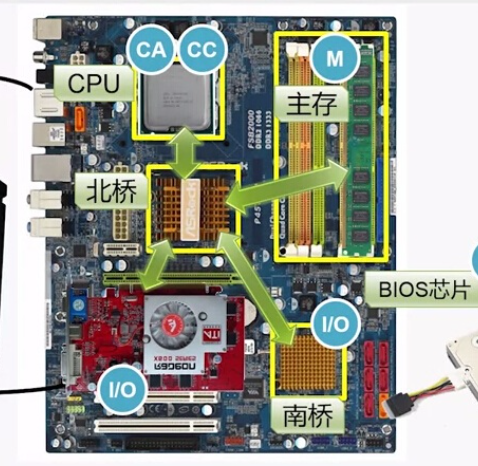 CA CC
M
CPU
主存
FSB2000
DDR3 1066
DDR3 1333
北桥
ASRock
P45
BIOS芯片
I/O
I/O
南桥